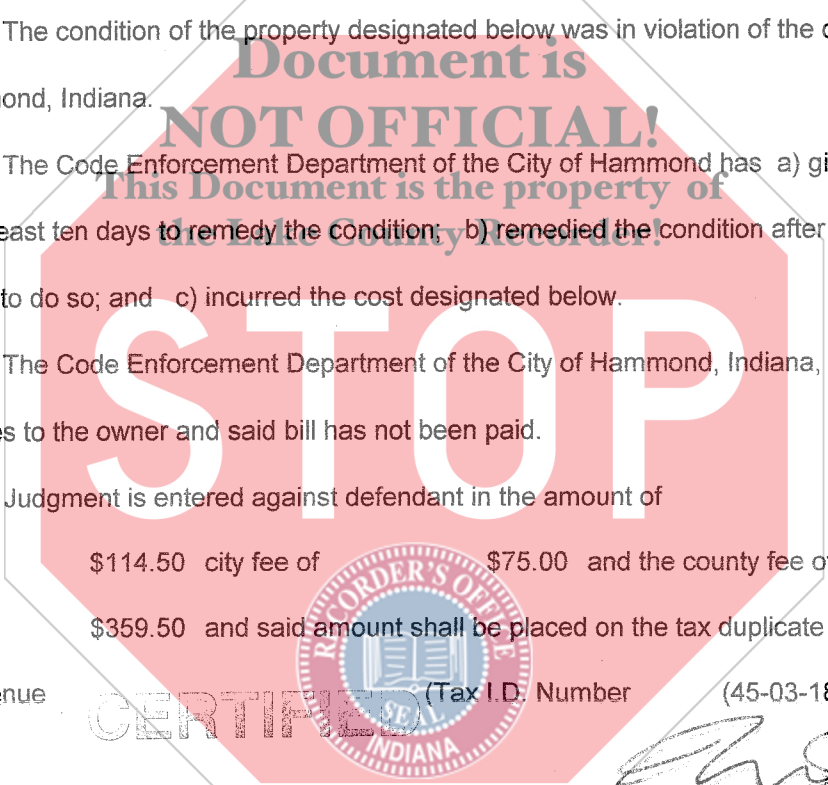 The condition of the property designated below was in violation of the
Document is
ond, Indiana.
NOT OFFICIAL!
The Code Enforcement Department of the City of Hammond has a) gi
This Document is the property of
east ten days to remedy the condition; b) remedied the condition after
the Lake County Recorder!
to do so; and c) incurred the cost designated below.
STOP
The Code Enforcement Department of the City of Hammond, Indiana,
s to the owner and said bill has not been paid.
Judgment is entered against defendant in the amount of
$114.50 city fee of $75.00 and the county fee o
$359.50 and said amount shall be placed on the tax duplicate
nue (Tax I.D. Number (45-03-18
CERTIFIED
RECORDER'S OFFICE
SEAL
INDIANA